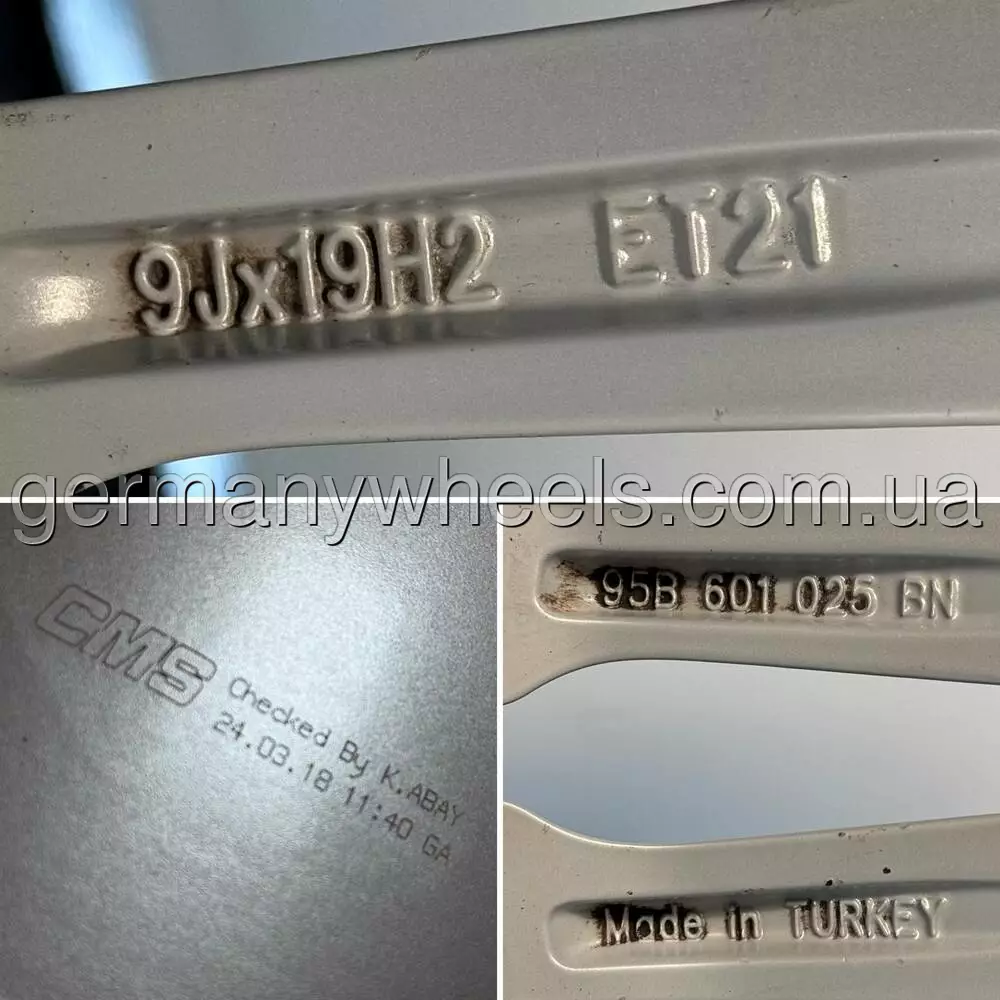 9Jx19H2 ET21
germanywheels.com.ua
CMS
Checked By K.ABAY
24.03.18 11:40 GA
95B 601 025 BN
Made in TURKEY